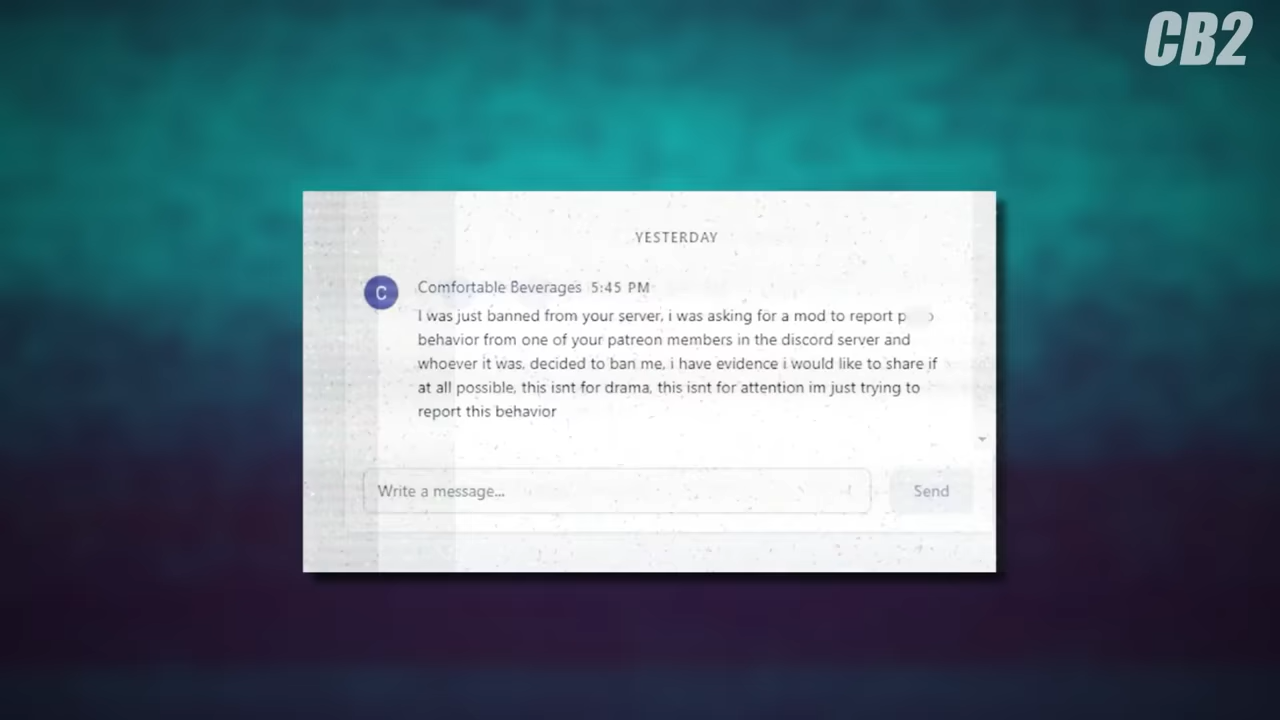 CB2
YESTERDAY
C
Comfortable Beverages 5:45 PM
I was just banned from your server, i was asking for a mod to report
behavior from one of your patreon members in the discord server and
whoever it was, decided to ban me, i have evidence i would like to share if
at all possible, this isnt for drama, this isnt for attention im just trying to
report this behavior
Write a message...
Send